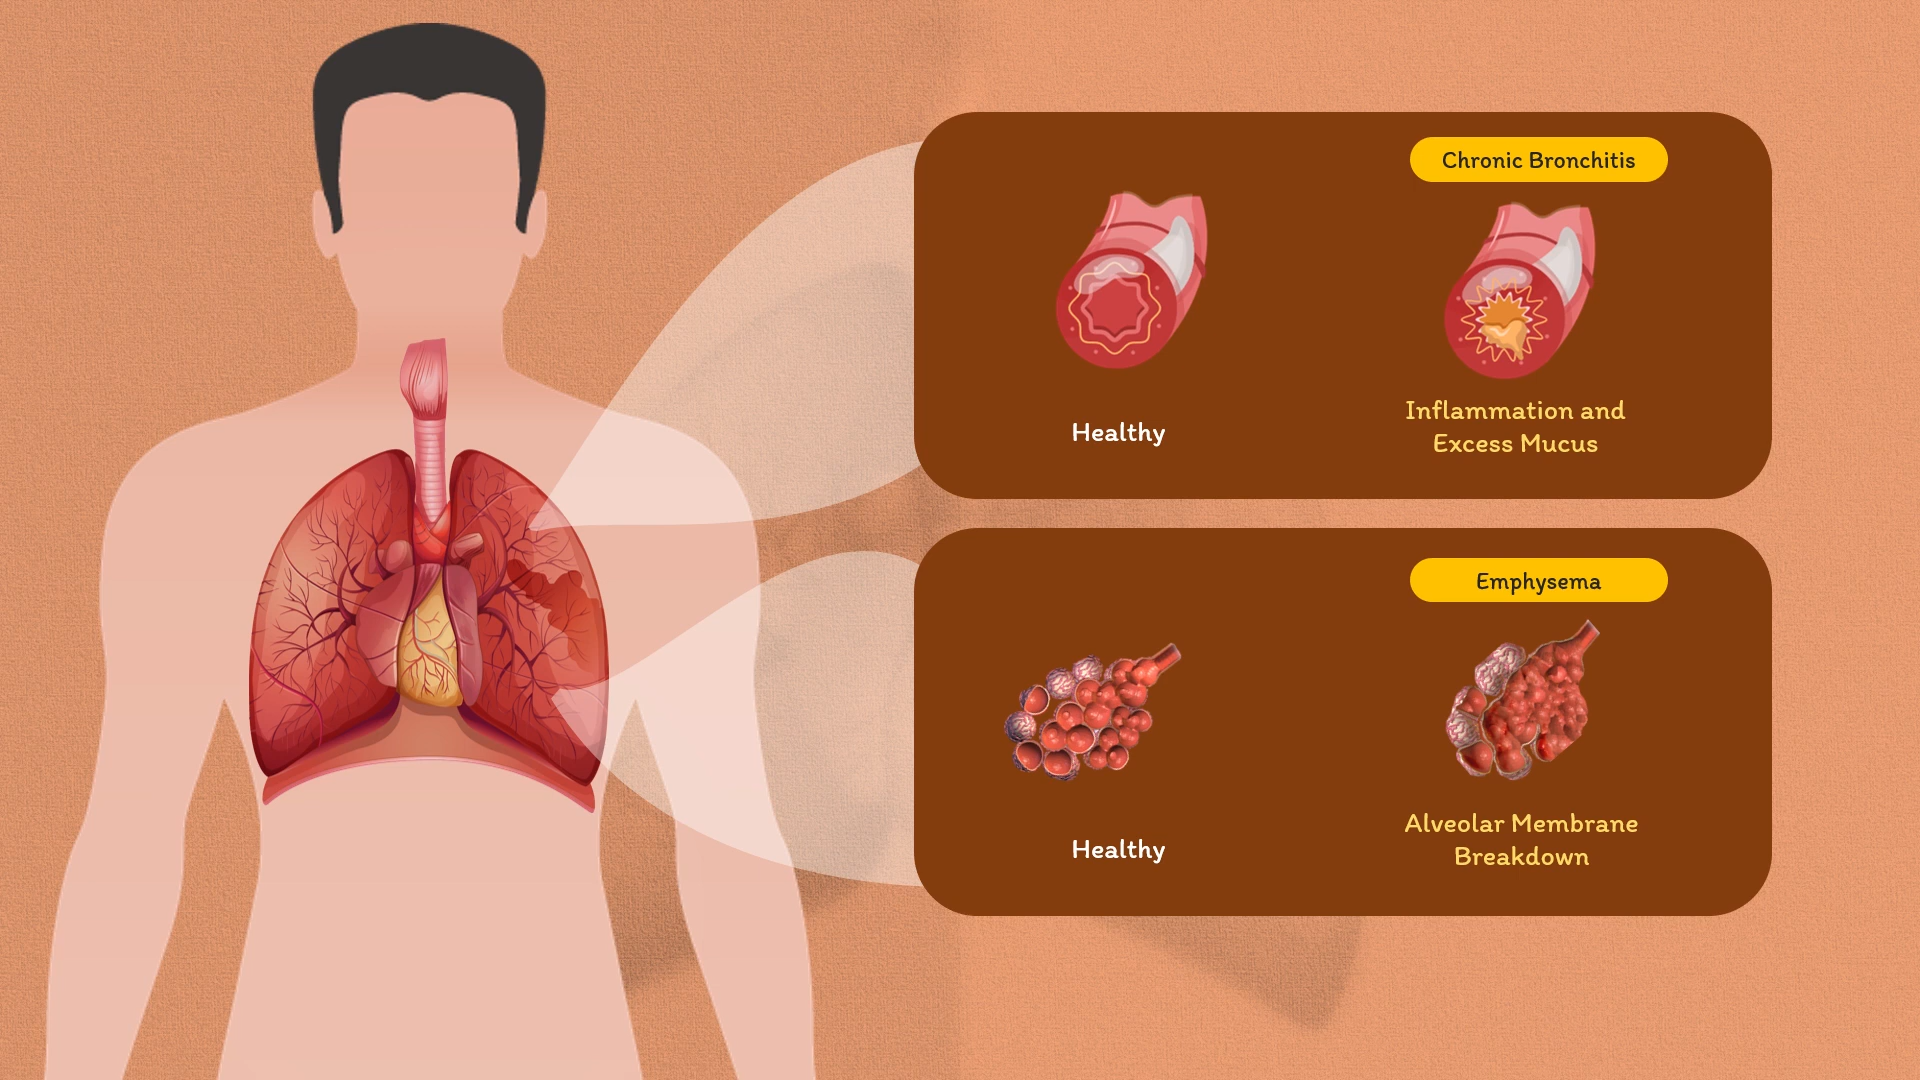 Chronic Bronchitis
Healthy
Inflammation and
Excess Mucus
Emphysema
Healthy
Alveolar Membrane
Breakdown